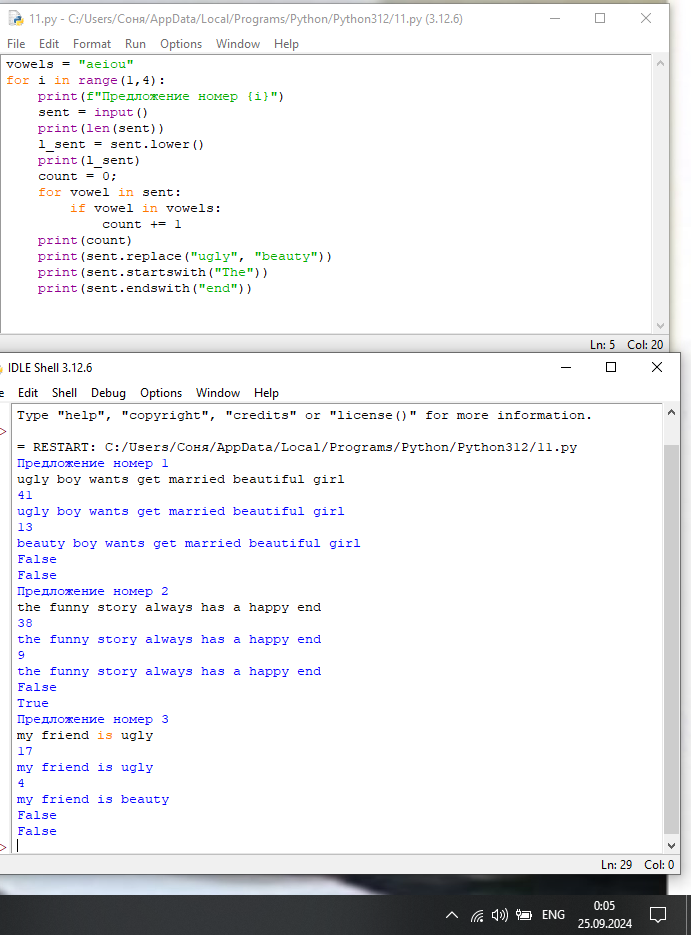 11.py - C:/Users/Соня/AppData/Local/Programs/Python/Python312/11.py (3.12.6)
File Edit Format Run Options Window Help
vowels = "aeiou"
for i in range(1,4):
    print(f"Предложение номер {i}")
    sent = input()
    print(len(sent))
    l_sent = sent.lower()
    print(l_sent)
    count = 0;
    for vowel in sent:
        if vowel in vowels:
            count += 1
    print(count)
    print(sent.replace("ugly", "beauty"))
    print(sent.startswith("The"))
    print(sent.endswith("end"))
Ln: 5 Col: 20
IDLE Shell 3.12.6
e Edit Shell Debug Options Window Help
Type "help", "copyright", "credits" or "license()" for more information.
>
= RESTART: C:/Users/Соня/AppData/Local/Programs/Python/Python312/11.py
Предложение номер 1
ugly boy wants get married beautiful girl
41
ugly boy wants get married beautiful girl
13
beauty boy wants get married beautiful girl
False
False
Предложение номер 2
the funny story always has a happy end
38
the funny story always has a happy end
9
the funny story always has a happy end
False
True
Предложение номер 3
my friend is ugly
17
my friend is ugly
4
my friend is beauty
False
False
>
Ln: 29 Col: 0
ENG
0:05
25.09.2024